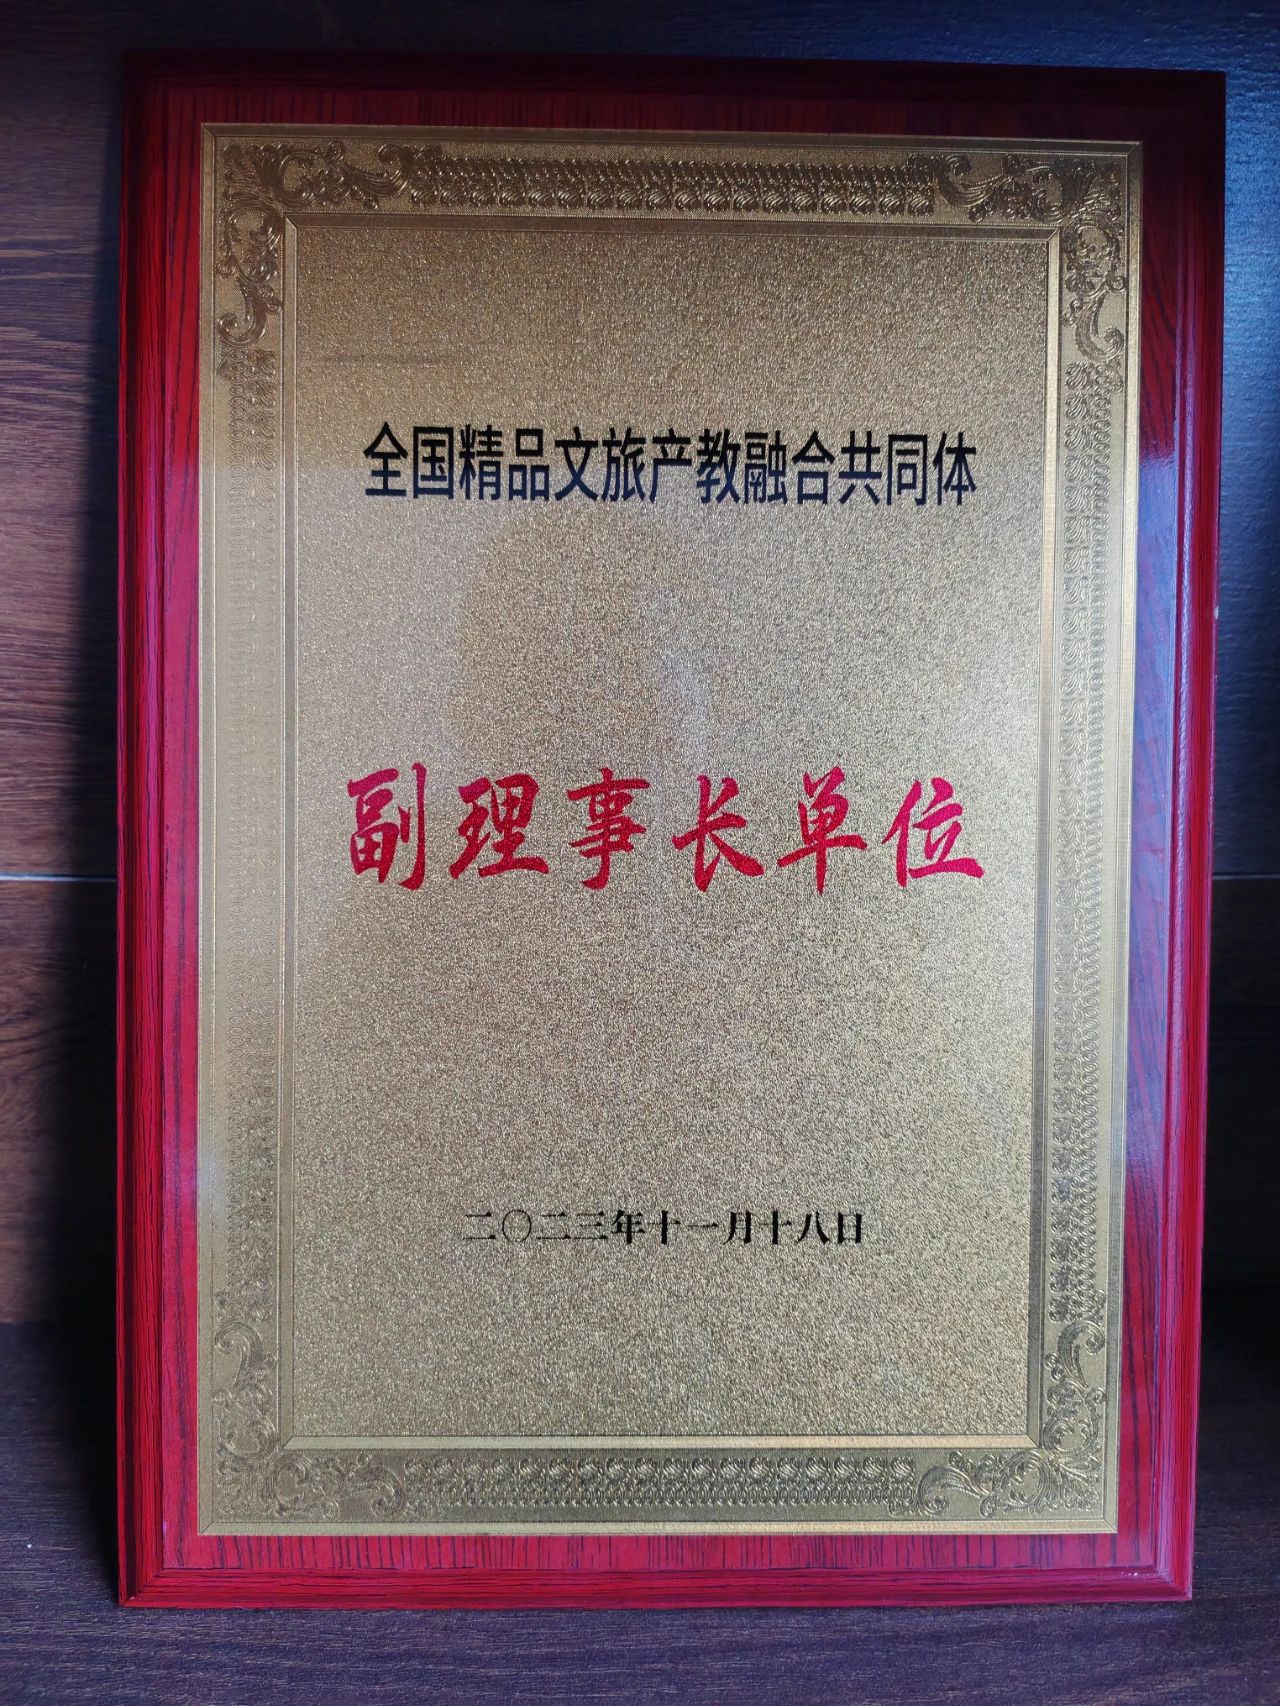 全国精品文旅产教融合共同体
副理事长单位
二〇二三年十一月十八日